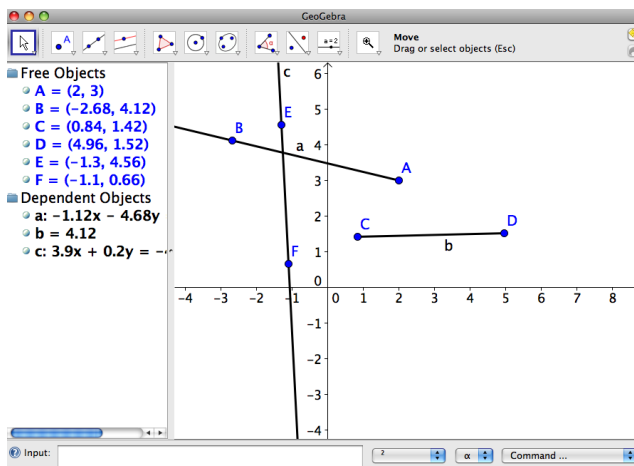 GeoGebra
A
a = 2
Move
Drag or select objects (Esc)
Free Objects
A = (2, 3)
B = (−2.68, 4.12)
C = (0.84, 1.42)
D = (4.96, 1.52)
E = (−1.3, 4.56)
F = (−1.1, 0.66)
Dependent Objects
a: −1.12x − 4.68y
b = 4.12
c: 3.9x + 0.2y = −
c
6
E
5
B
a
4
A
3
2
C
D
b
1
F
0
−4 −3 −2 −1 0 1 2 3 4 5 6 7 8
−1
−2
−3
−4
Input:
2
α
Command ...